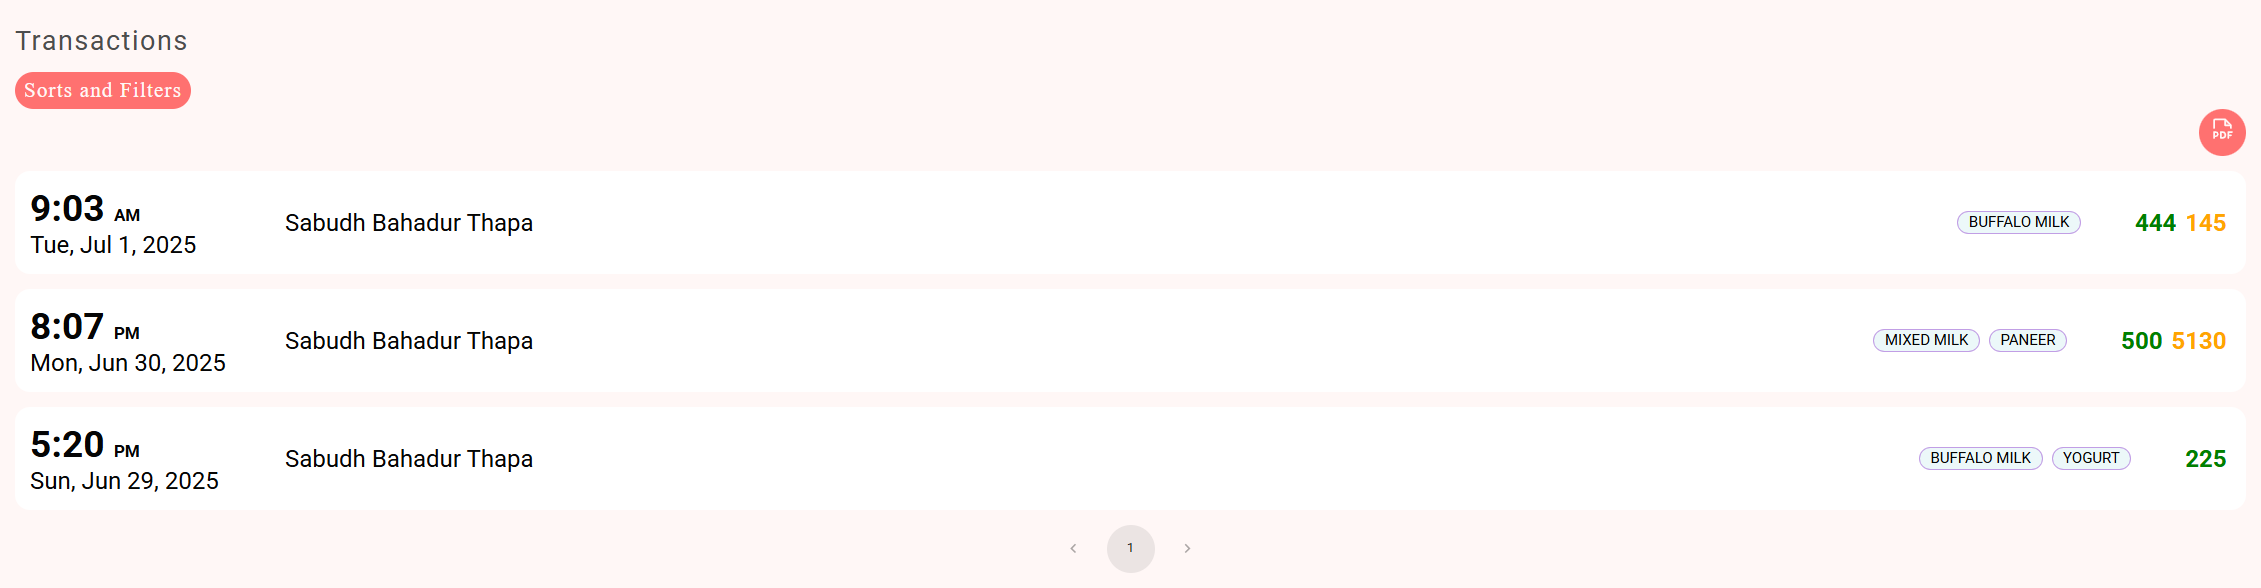 Transactions
Sorts and Filters
PDF
9:03 AM
Tue, Jul 1, 2025
Sabudh Bahadur Thapa
BUFFALO MILK
444 145
8:07 PM
Mon, Jun 30, 2025
Sabudh Bahadur Thapa
MIXED MILK PANEER
500 5130
5:20 PM
Sun, Jun 29, 2025
Sabudh Bahadur Thapa
BUFFALO MILK YOGURT
225
1